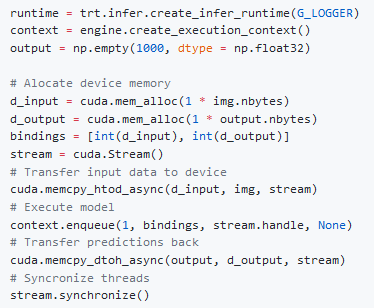 runtime = trt.infer.create_infer_runtime(G_LOGGER)
context = engine.create_execution_context()
output = np.empty(1000, dtype = np.float32)
# Alocate device memory
d_input = cuda.mem_alloc(1 * img.nbytes)
d_output = cuda.mem_alloc(1 * output.nbytes)
bindings = [int(d_input), int(d_output)]
stream = cuda.Stream()
# Transfer input data to device
cuda.memcpy_htod_async(d_input, img, stream)
# Execute model
context.enqueue(1, bindings, stream.handle, None)
# Transfer predictions back
cuda.memcpy_dtoh_async(output, d_output, stream)
# Syncronize threads
stream.synchronize()